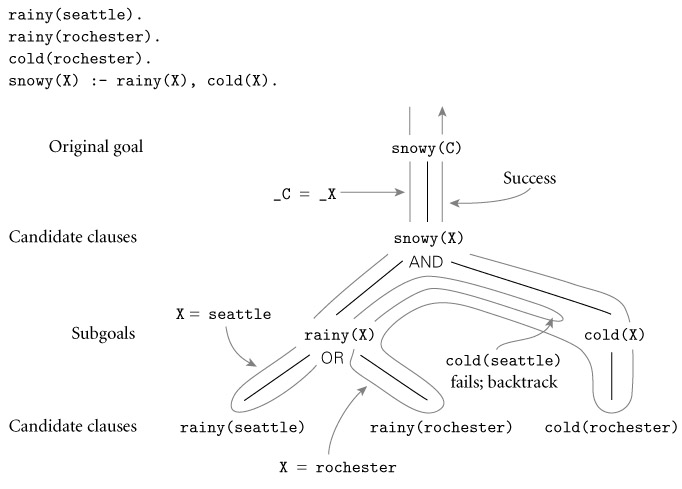 rainy(seattle).
rainy(rochester).
cold(rochester).
snowy(X) :- rainy(X), cold(X).
Original goal
snowy(C)
_C = _X
Success
Candidate clauses
snowy(X)
AND
X = seattle
Subgoals
rainy(X)
cold(X)
OR
cold(seattle)
fails; backtrack
Candidate clauses
rainy(seattle)
rainy(rochester)
cold(rochester)
X = rochester